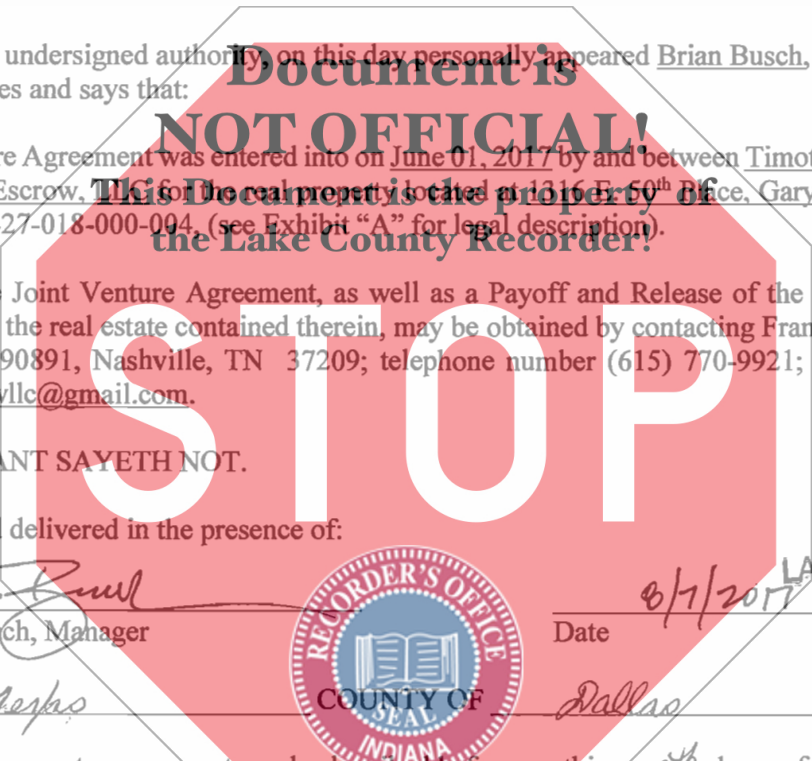 undersigned authority, on this day personally appeared Brian Busch,
es and says that:
Document is
NOT OFFICIAL!
This Document is the property of
the Lake County Recorder!
re Agreement was entered into on June 01, 2017 by and between Timot
Escrow, for the real property located at 1316 E. 50th Place, Gary
27-018-000-004, (see Exhibit “A” for legal description).
Joint Venture Agreement, as well as a Payoff and Release of the
the real estate contained therein, may be obtained by contacting Fran
90891, Nashville, TN 37209; telephone number (615) 770-9921;
vllc@gmail.com.
STOP
ANT SAYETH NOT.
delivered in the presence of:
8/7/2017
LA
ch, Manager
Date
RECORDER'S OFFICE
SEAL
INDIANA
COUNTY OF Dallas